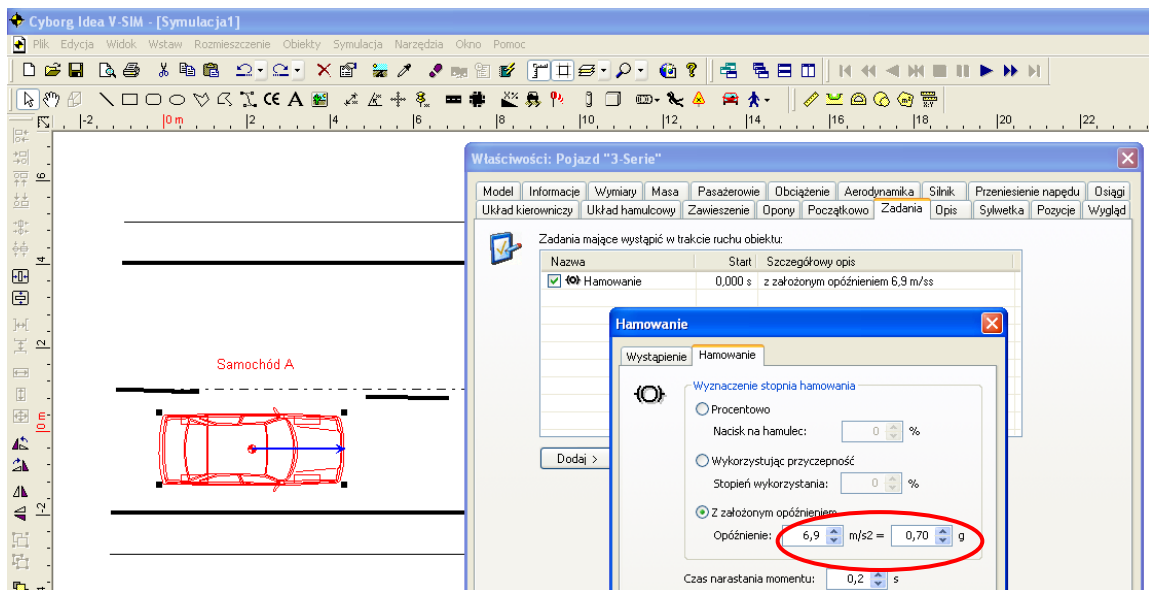 Cyborg Idea V-SIM - [Symulacja1]
Plik Edycja Widok Wstaw Rozmieszczenie Obiekty Symulacja Narzędzia Okno Pomoc
-2 0 m 2 4 6 8 10 12 14 16 18 20 22
6
4
2
0 m
-2
Samochód A
Właściwości: Pojazd "3-Serie"
Model Informacje Wymiary Masa Pasażerowie Obciążenie Aerodynamika Silnik Przeniesienie napędu Osiągi
Układ kierowniczy Układ hamulcowy Zawieszenie Opony Początkowo Zadania Opis Sylwetka Pozycje Wygląd
Zadania mające wystąpić w trakcie ruchu obiektu:
Nazwa Start Szczegółowy opis
Hamowanie 0,000 s z założonym opóźnieniem 6,9 m/ss
Dodaj >
Hamowanie
Wystąpienie Hamowanie
Wyznaczenie stopnia hamowania
Procentowo
Nacisk na hamulec: 0 %
Wykorzystując przyczepność
Stopień wykorzystania: 0 %
Z założonym opóźnieniem
Opóźnienie: 6,9 m/s2 = 0,70 g
Czas narastania momentu: 0,2 s